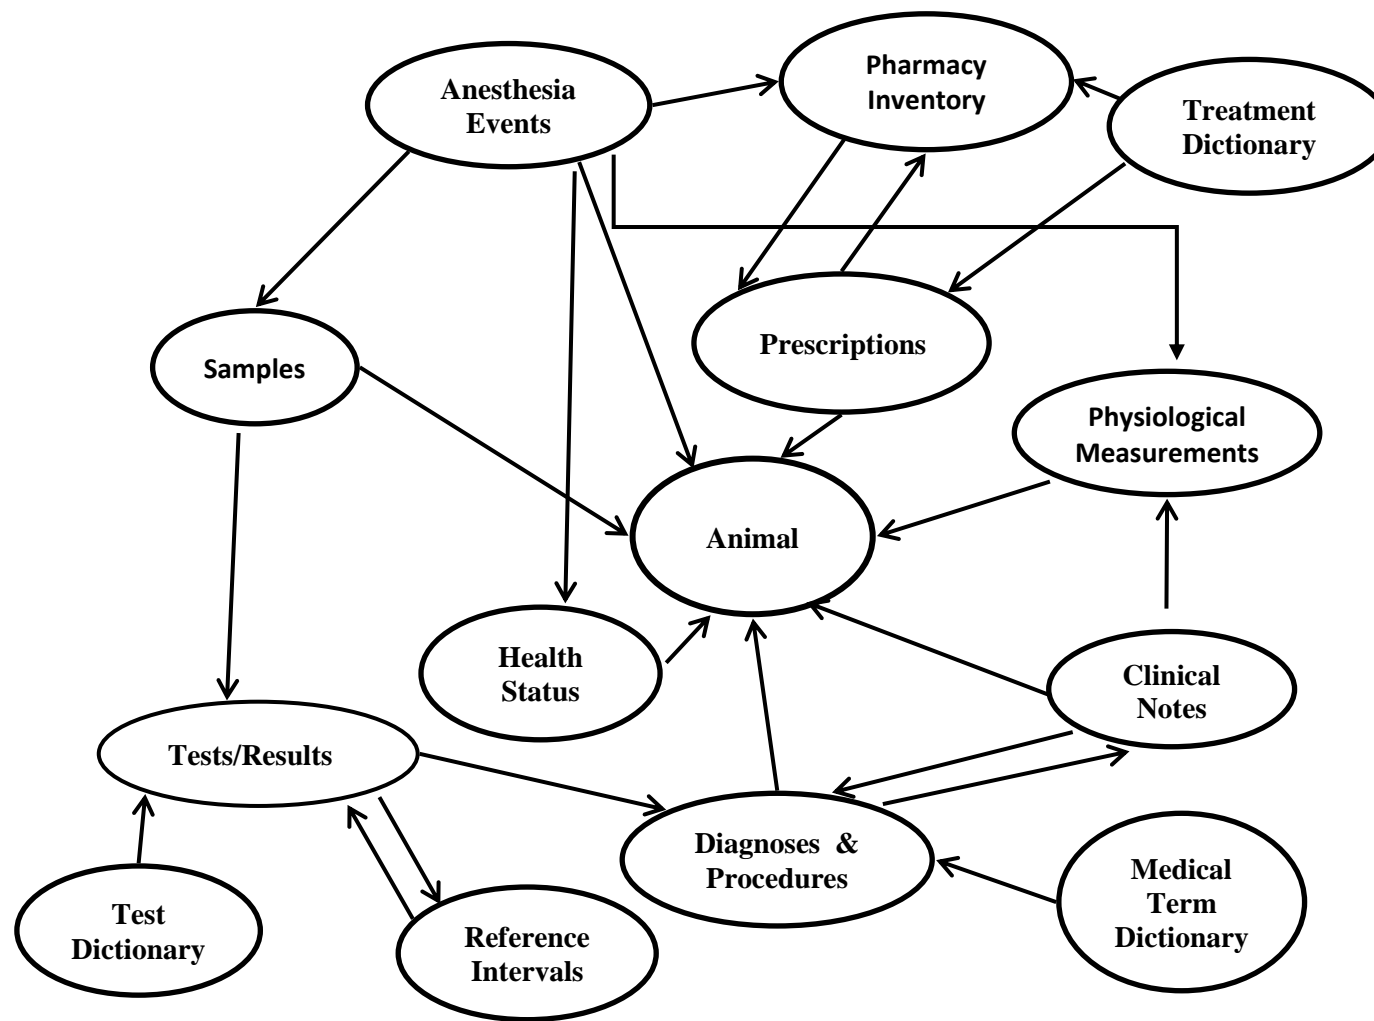 Anesthesia
Events
Pharmacy
Inventory
Treatment
Dictionary
Samples
Prescriptions
Physiological
Measurements
Animal
Health
Status
Clinical
Notes
Tests/Results
Diagnoses &
Procedures
Medical
Term
Dictionary
Test
Dictionary
Reference
Intervals